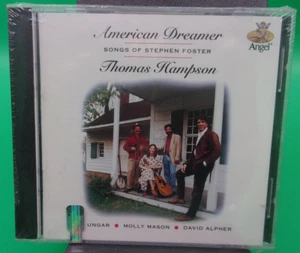 American Dreamer
SONGS OF STEPHEN FOSTER
Thomas Hampson
Angel
UNGAR • MOLLY MASON • DAVID ALPHER